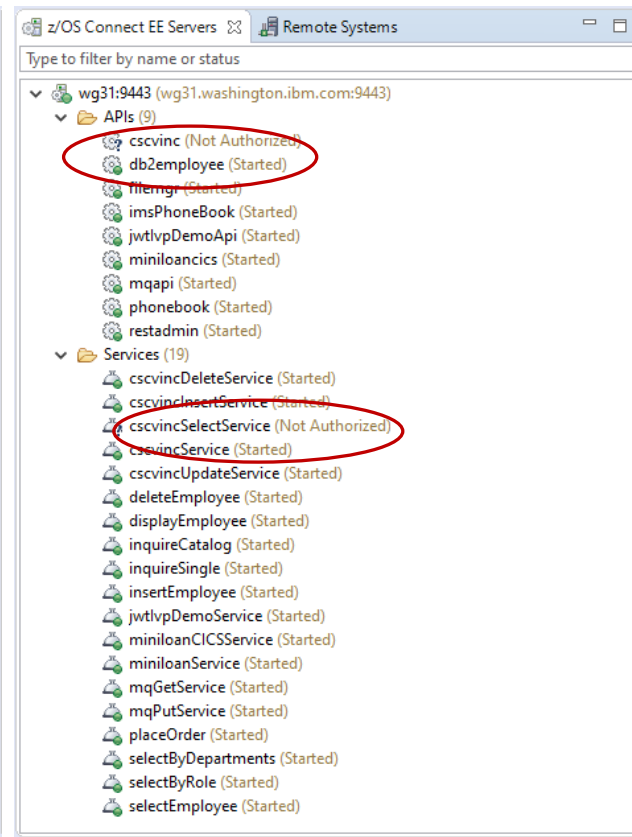 z/OS Connect EE Servers Remote Systems
Type to filter by name or status
wg31:9443 (wg31.washington.ibm.com:9443)
APIs (9)
cscvinc (Not Authorized)
db2employee (Started)
filemgr (Started)
imsPhoneBook (Started)
jwtIvpDemoApi (Started)
miniloancics (Started)
mqapi (Started)
phonebook (Started)
restadmin (Started)
Services (19)
cscvincDeleteService (Started)
cscvincInsertService (Started)
cscvincSelectService (Not Authorized)
cscvincService (Started)
cscvincUpdateService (Started)
deleteEmployee (Started)
displayEmployee (Started)
inquireCatalog (Started)
inquireSingle (Started)
insertEmployee (Started)
jwtIvpDemoService (Started)
miniloanCICSService (Started)
miniloanService (Started)
mqGetService (Started)
mqPutService (Started)
placeOrder (Started)
selectByDepartments (Started)
selectByRole (Started)
selectEmployee (Started)